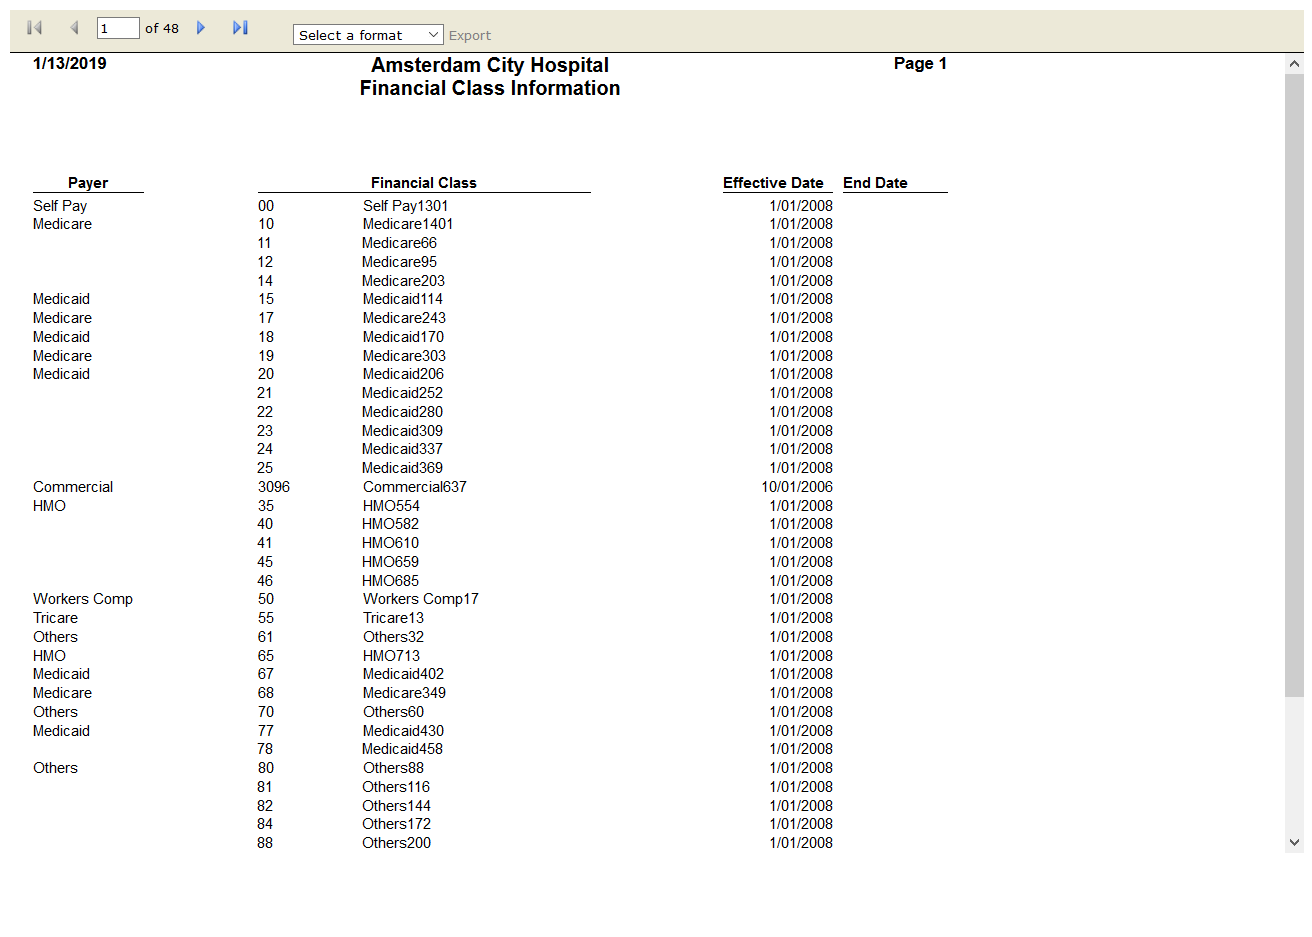 1 of 48 Select a format Export
1/13/2019 Amsterdam City Hospital Page 1
Financial Class Information
Payer Financial Class Effective Date End Date
Self Pay 00 Self Pay1301 1/01/2008
Medicare 10 Medicare1401 1/01/2008
11 Medicare66 1/01/2008
12 Medicare95 1/01/2008
14 Medicare203 1/01/2008
Medicaid 15 Medicaid114 1/01/2008
Medicare 17 Medicare243 1/01/2008
Medicaid 18 Medicaid170 1/01/2008
Medicare 19 Medicare303 1/01/2008
Medicaid 20 Medicaid206 1/01/2008
21 Medicaid252 1/01/2008
22 Medicaid280 1/01/2008
23 Medicaid309 1/01/2008
24 Medicaid337 1/01/2008
25 Medicaid369 1/01/2008
Commercial 3096 Commercial637 10/01/2006
HMO 35 HMO554 1/01/2008
40 HMO582 1/01/2008
41 HMO610 1/01/2008
45 HMO659 1/01/2008
46 HMO685 1/01/2008
Workers Comp 50 Workers Comp17 1/01/2008
Tricare 55 Tricare13 1/01/2008
Others 61 Others32 1/01/2008
HMO 65 HMO713 1/01/2008
Medicaid 67 Medicaid402 1/01/2008
Medicare 68 Medicare349 1/01/2008
Others 70 Others60 1/01/2008
Medicaid 77 Medicaid430 1/01/2008
78 Medicaid458 1/01/2008
Others 80 Others88 1/01/2008
81 Others116 1/01/2008
82 Others144 1/01/2008
84 Others172 1/01/2008
88 Others200 1/01/2008